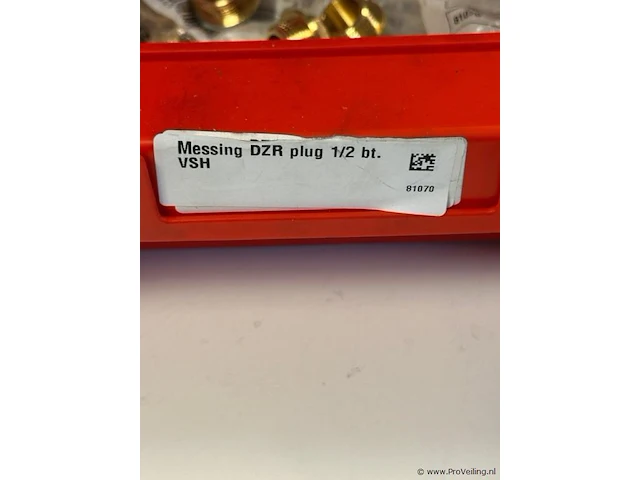 Messing DZR plug 1/2 bt.
VSH
81070
© www.ProVeiling.nl